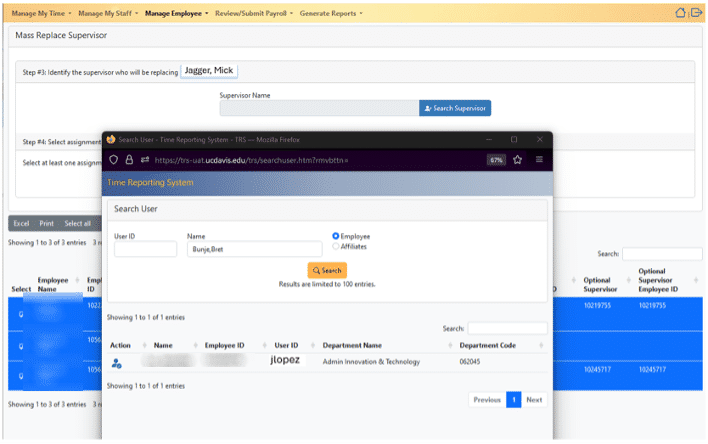 Manage My Time Manage My Staff Manage Employee Review/Submit Payroll Generate Reports
Mass Replace Supervisor
Step #3: Identify the supervisor who will be replacing Jagger, Mick
Supervisor Name
Search Supervisor
Step #4: Select assignment
Select at least one assignm
Excel Print Select all
Showing 1 to 3 of 3 entries 3 r
Search:
Select Employee Name Empl ID
D Optional Supervisor Optional Supervisor Employee ID
1022
10219755 10219755
1056
1056
10245717 10245717
Showing 1 to 3 of 3 entries 3 r
Search User - Time Reporting System - TRS — Mozilla Firefox
https://trs-uat.ucdavis.edu/trs/searchuser.htm?rmvbttn=
67%
Time Reporting System
Search User
User ID Name Employee
Bunje,Bret Affiliates
Search
Results are limited to 100 entries.
Showing 1 to 1 of 1 entries
Search:
Action Name Employee ID User ID Department Name Department Code
jlopez Admin Innovation & Technology 062045
Showing 1 to 1 of 1 entries
Previous 1 Next